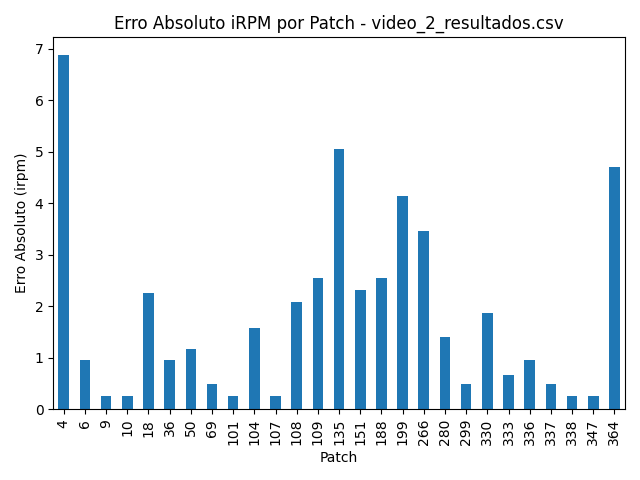 Erro Absoluto iRPM por Patch - video_2_resultados.csv
7
6
5
4
3
2
1
0
Erro Absoluto (irpm)
4 6 9 10 18 36 50 69 101 104 107 108 109 135 151 188 199 266 280 299 330 333 336 337 338 347 364
Patch